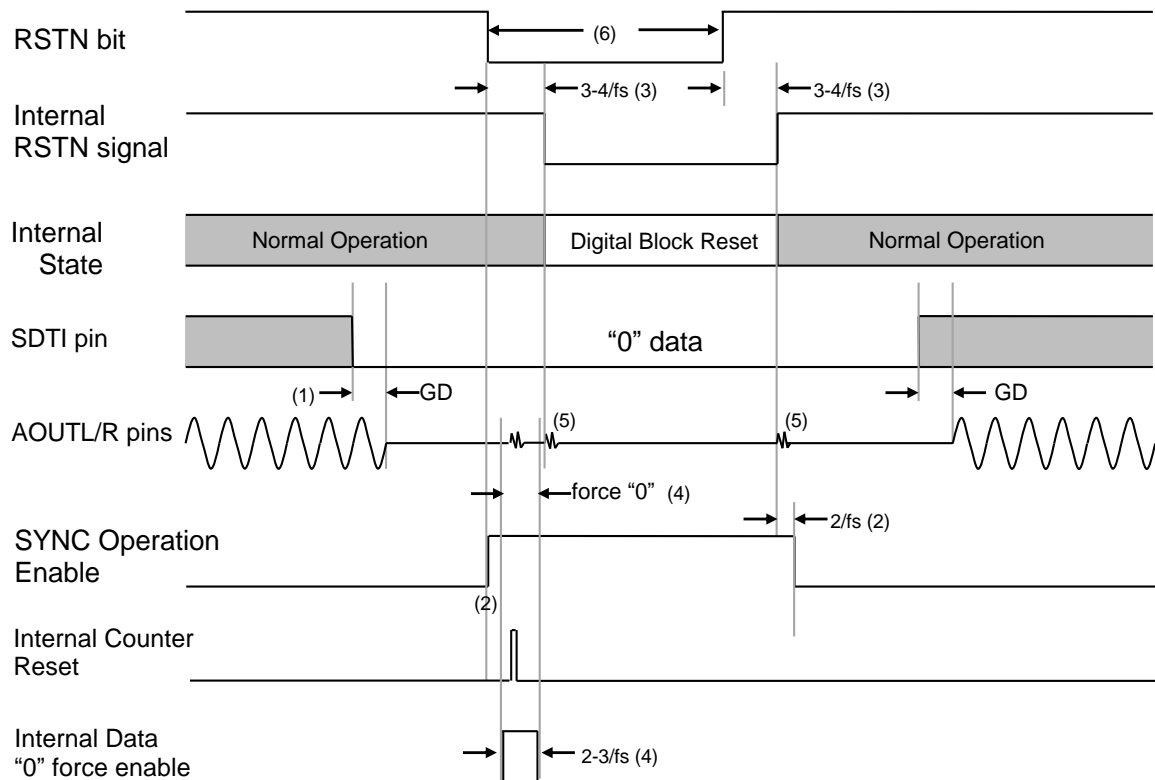 RSTN bit
(6)
3-4/fs (3)
3-4/fs (3)
Internal
RSTN signal
Internal
State
Normal Operation
Digital Block Reset
Normal Operation
SDTI pin
“0” data
(1)
GD
GD
AOUTL/R pins
(5)
(5)
force “0” (4)
2/fs (2)
SYNC Operation
Enable
(2)
Internal Counter
Reset
Internal Data
“0” force enable
2-3/fs (4)